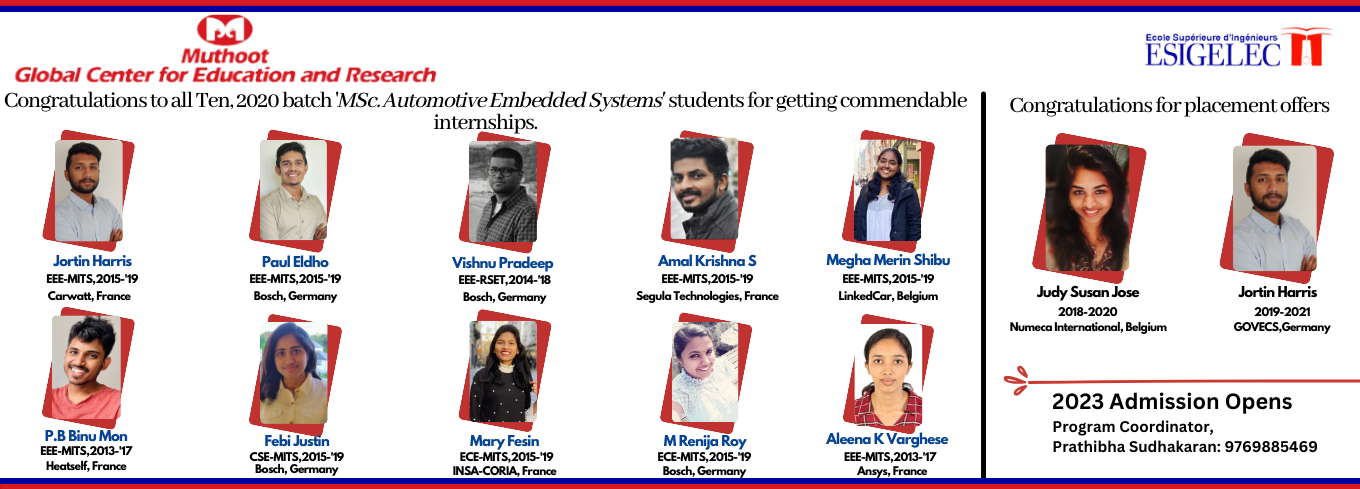 Muthoot
Global Center for Education and Research
Ecole Supérieure d'Ingénieurs
ESIGELEC
Congratulations to all Ten, 2020 batch 'MSc. Automotive Embedded Systems' students for getting commendable
internships.
Jortin Harris
EEE-MITS,2015-'19
Carwatt, France
Paul Eldho
EEE-MITS,2015-'19
Bosch, Germany
Vishnu Pradeep
EEE-RSET,2014-'18
Bosch, Germany
Amal Krishna S
EEE-MITS,2015-'19
Segula Technologies, France
Megha Merin Shibu
EEE-MITS,2015-'19
LinkedCar, Belgium
P.B Binu Mon
EEE-MITS,2013-'17
Heatself, France
Febi Justin
CSE-MITS,2015-'19
Bosch, Germany
Mary Fesin
ECE-MITS,2015-'19
INSA-CORIA, France
M Renija Roy
ECE-MITS,2015-'19
Bosch, Germany
Aleena K Varghese
EEE-MITS,2013-'17
Ansys, France
Congratulations for placement offers
Judy Susan Jose
2018-2020
Numeca International, Belgium
Jortin Harris
2019-2021
GOVECS,Germany
2023 Admission Opens
Program Coordinator,
Prathibha Sudhakaran: 9769885469